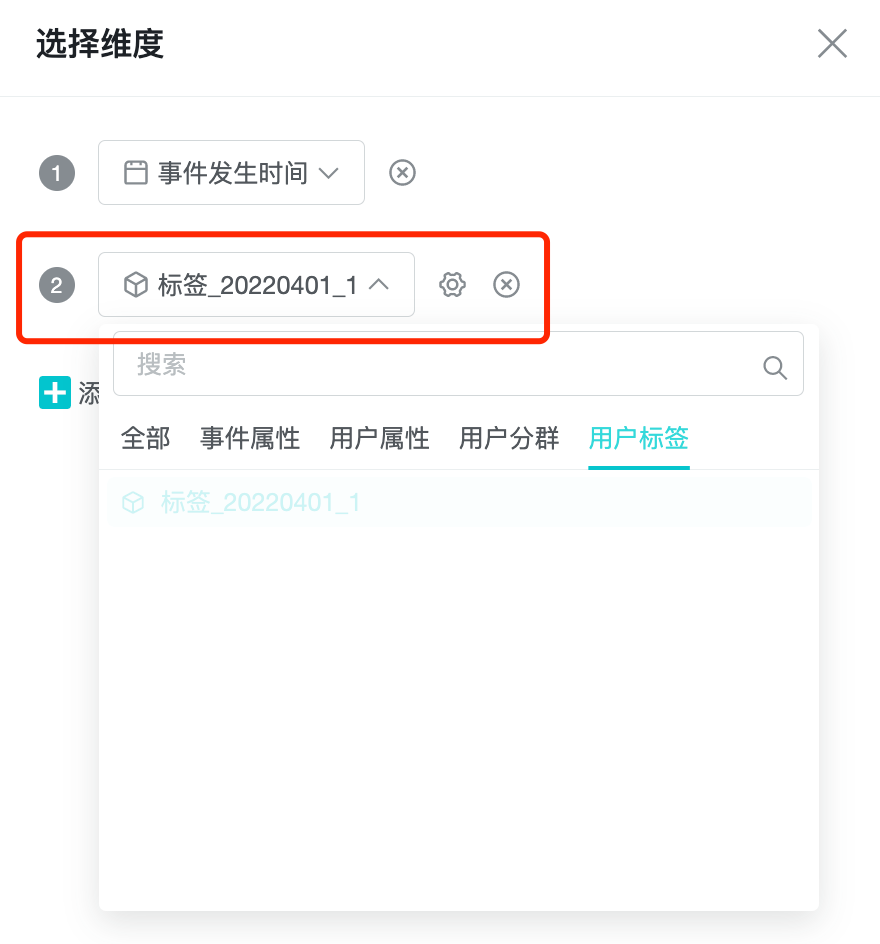 选择维度
1 事件发生时间
2 标签_20220401_1
搜索
添
全部 事件属性 用户属性 用户分群 用户标签
标签_20220401_1